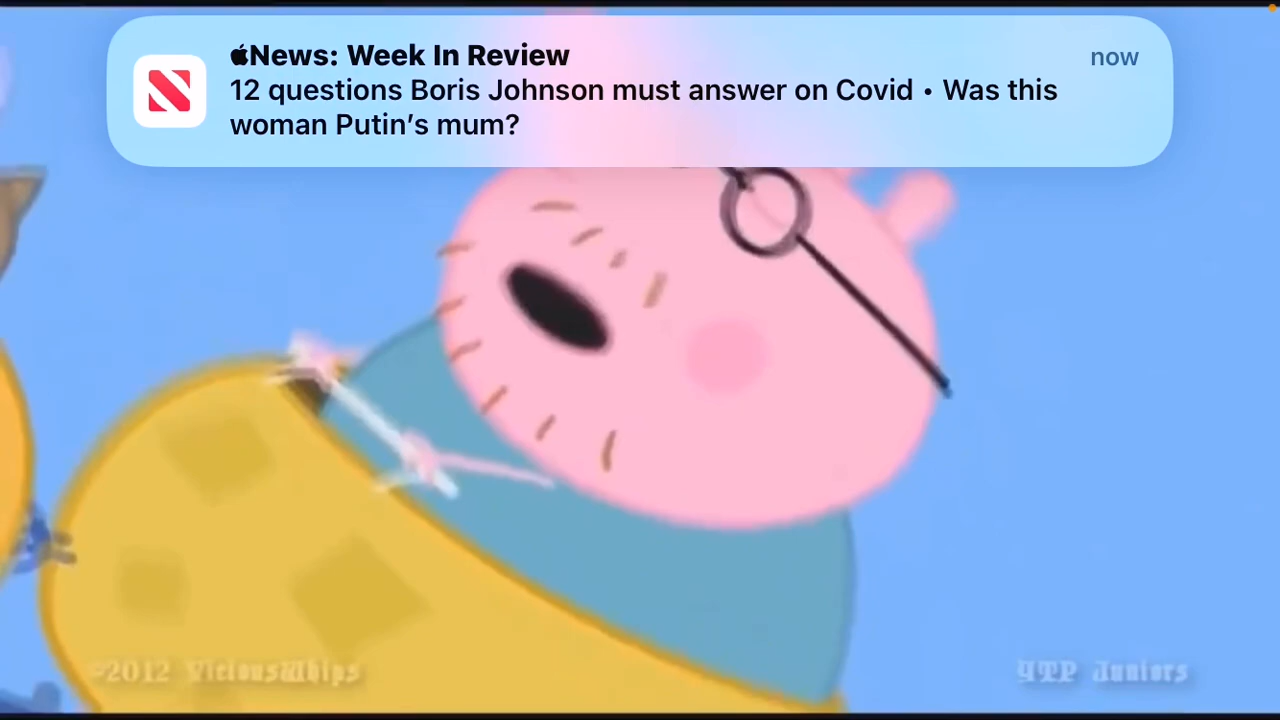 News: Week In Review
now
12 questions Boris Johnson must answer on Covid • Was this
woman Putin’s mum?
©2012 ViciousWhips
YTP Juniors